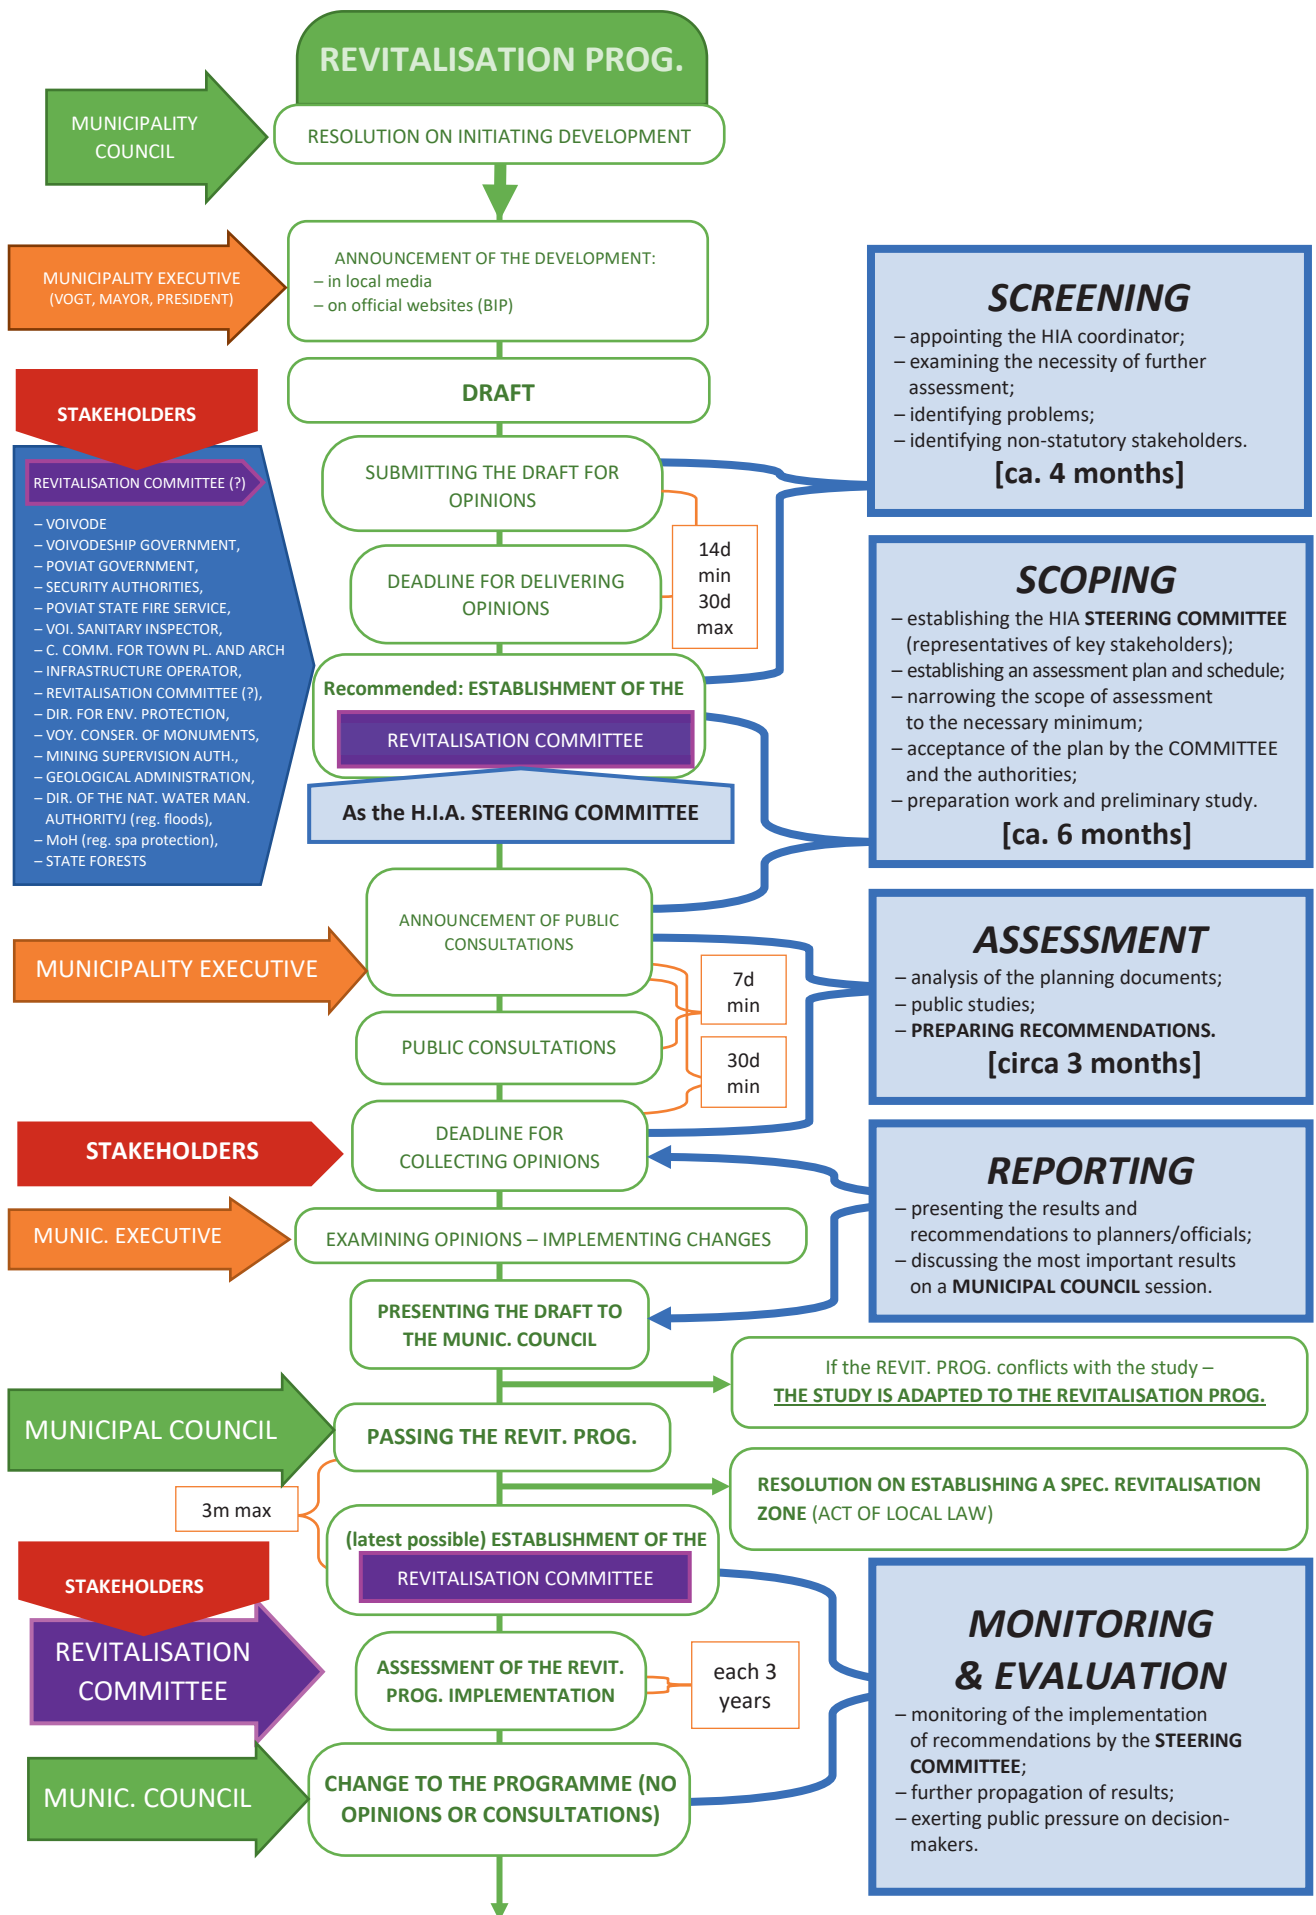 REVITALISATION PROG.
MUNICIPALITY
COUNCIL
RESOLUTION ON INITIATING DEVELOPMENT
MUNICIPALITY EXECUTIVE
(VOGT, MAYOR, PRESIDENT)
ANNOUNCEMENT OF THE DEVELOPMENT:
– in local media
– on official websites (BIP)
DRAFT
STAKEHOLDERS
REVITALISATION COMMITTEE (?)
– VOIVODE
– VOIVODESHIP GOVERNMENT,
– POVIAT GOVERNMENT,
– SECURITY AUTHORITIES,
– POVIAT STATE FIRE SERVICE,
– VOI. SANITARY INSPECTOR,
– C. COMM. FOR TOWN PL. AND ARCH
– INFRASTRUCTURE OPERATOR,
– REVITALISATION COMMITTEE (?),
– DIR. FOR ENV. PROTECTION,
– VOY. CONSER. OF MONUMENTS,
– MINING SUPERVISION AUTH.,
– GEOLOGICAL ADMINISTRATION,
– DIR. OF THE NAT. WATER MAN.
AUTHORITYJ (reg. floods),
– MoH (reg. spa protection),
– STATE FORESTS
SUBMITTING THE DRAFT FOR
OPINIONS
14d
min
30d
max
DEADLINE FOR DELIVERING
OPINIONS
Recommended: ESTABLISHMENT OF THE
REVITALISATION COMMITTEE
As the H.I.A. STEERING COMMITTEE
SCREENING
– appointing the HIA coordinator;
– examining the necessity of further
assessment;
– identifying problems;
– identifying non-statutory stakeholders.
[ca. 4 months]
SCOPING
– establishing the HIA STEERING COMMITTEE
(representatives of key stakeholders);
– establishing an assessment plan and schedule;
– narrowing the scope of assessment
to the necessary minimum;
– acceptance of the plan by the COMMITTEE
and the authorities;
– preparation work and preliminary study.
[ca. 6 months]
MUNICIPALITY EXECUTIVE
ANNOUNCEMENT OF PUBLIC
CONSULTATIONS
7d
min
PUBLIC CONSULTATIONS
30d
min
ASSESSMENT
– analysis of the planning documents;
– public studies;
– PREPARING RECOMMENDATIONS.
[circa 3 months]
STAKEHOLDERS
DEADLINE FOR
COLLECTING OPINIONS
MUNIC. EXECUTIVE
EXAMINING OPINIONS – IMPLEMENTING CHANGES
PRESENTING THE DRAFT TO
THE MUNIC. COUNCIL
REPORTING
– presenting the results and
recommendations to planners/officials;
– discussing the most important results
on a MUNICIPAL COUNCIL session.
If the REVIT. PROG. conflicts with the study –
THE STUDY IS ADAPTED TO THE REVITALISATION PROG.
MUNICIPAL COUNCIL
PASSING THE REVIT. PROG.
RESOLUTION ON ESTABLISHING A SPEC. REVITALISATION
ZONE (ACT OF LOCAL LAW)
3m max
(latest possible) ESTABLISHMENT OF THE
REVITALISATION COMMITTEE
STAKEHOLDERS
REVITALISATION
COMMITTEE
ASSESSMENT OF THE REVIT.
PROG. IMPLEMENTATION
each 3
years
MUNIC. COUNCIL
CHANGE TO THE PROGRAMME (NO
OPINIONS OR CONSULTATIONS)
MONITORING
& EVALUATION
– monitoring of the implementation
of recommendations by the STEERING
COMMITTEE;
– further propagation of results;
– exerting public pressure on decision-
makers.